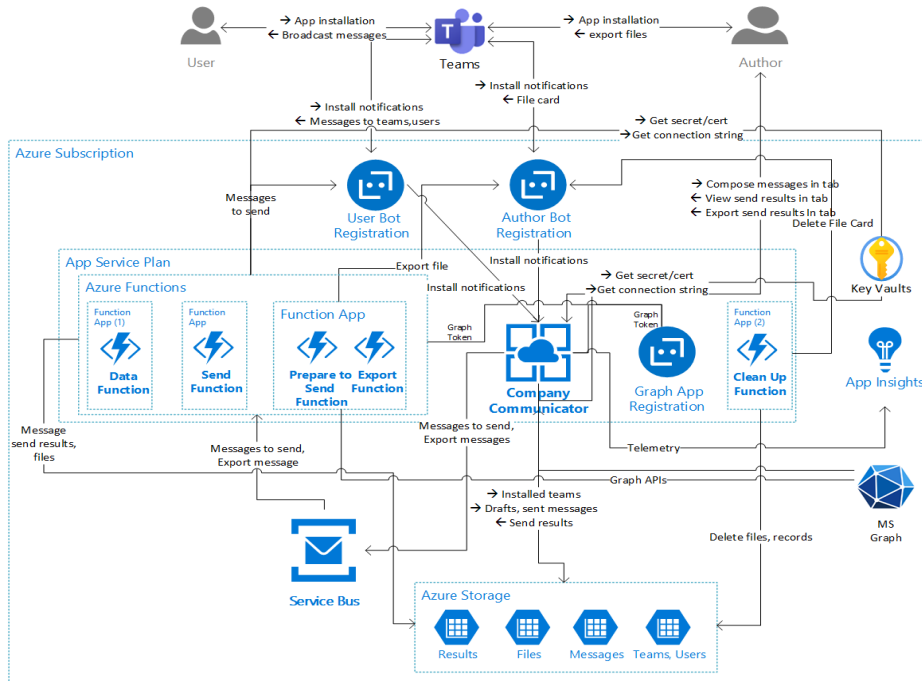 → App installation
← Broadcast messages
→ App installation
← export files
User
Teams
Author
→ Install notifications
← File card
→ Install notifications
← Messages to teams,users
→ Get secret/cert
→Get connection string
Azure Subscription
Messages
to send
User Bot
Registration
Author Bot
Registration
→ Compose messages in tab
← View send results in tab
← Export send results In tab
Delete File Card
App Service Plan
Export file
Install notifications
Install notifications
→ Get secret/cert
→Get connection string
Key Vaults
Azure Functions
Function
App (1)
Data
Function
Function
App
Send
Function
Function App
Prepare to
Send
Function
Export
Function
Graph
Token
Graph
Token
Company
Communicator
Graph App
Registration
Function
App (2)
Clean Up
Function
App Insights
Message
send results,
files
Messages to send,
Export message
Messages to send,
Export messages
Telemetry
Graph APIs
MS
Graph
→ Installed teams
→ Drafts, sent messages
← Send results
Delete files, records
Service Bus
Azure Storage
Results
Files
Messages
Teams, Users